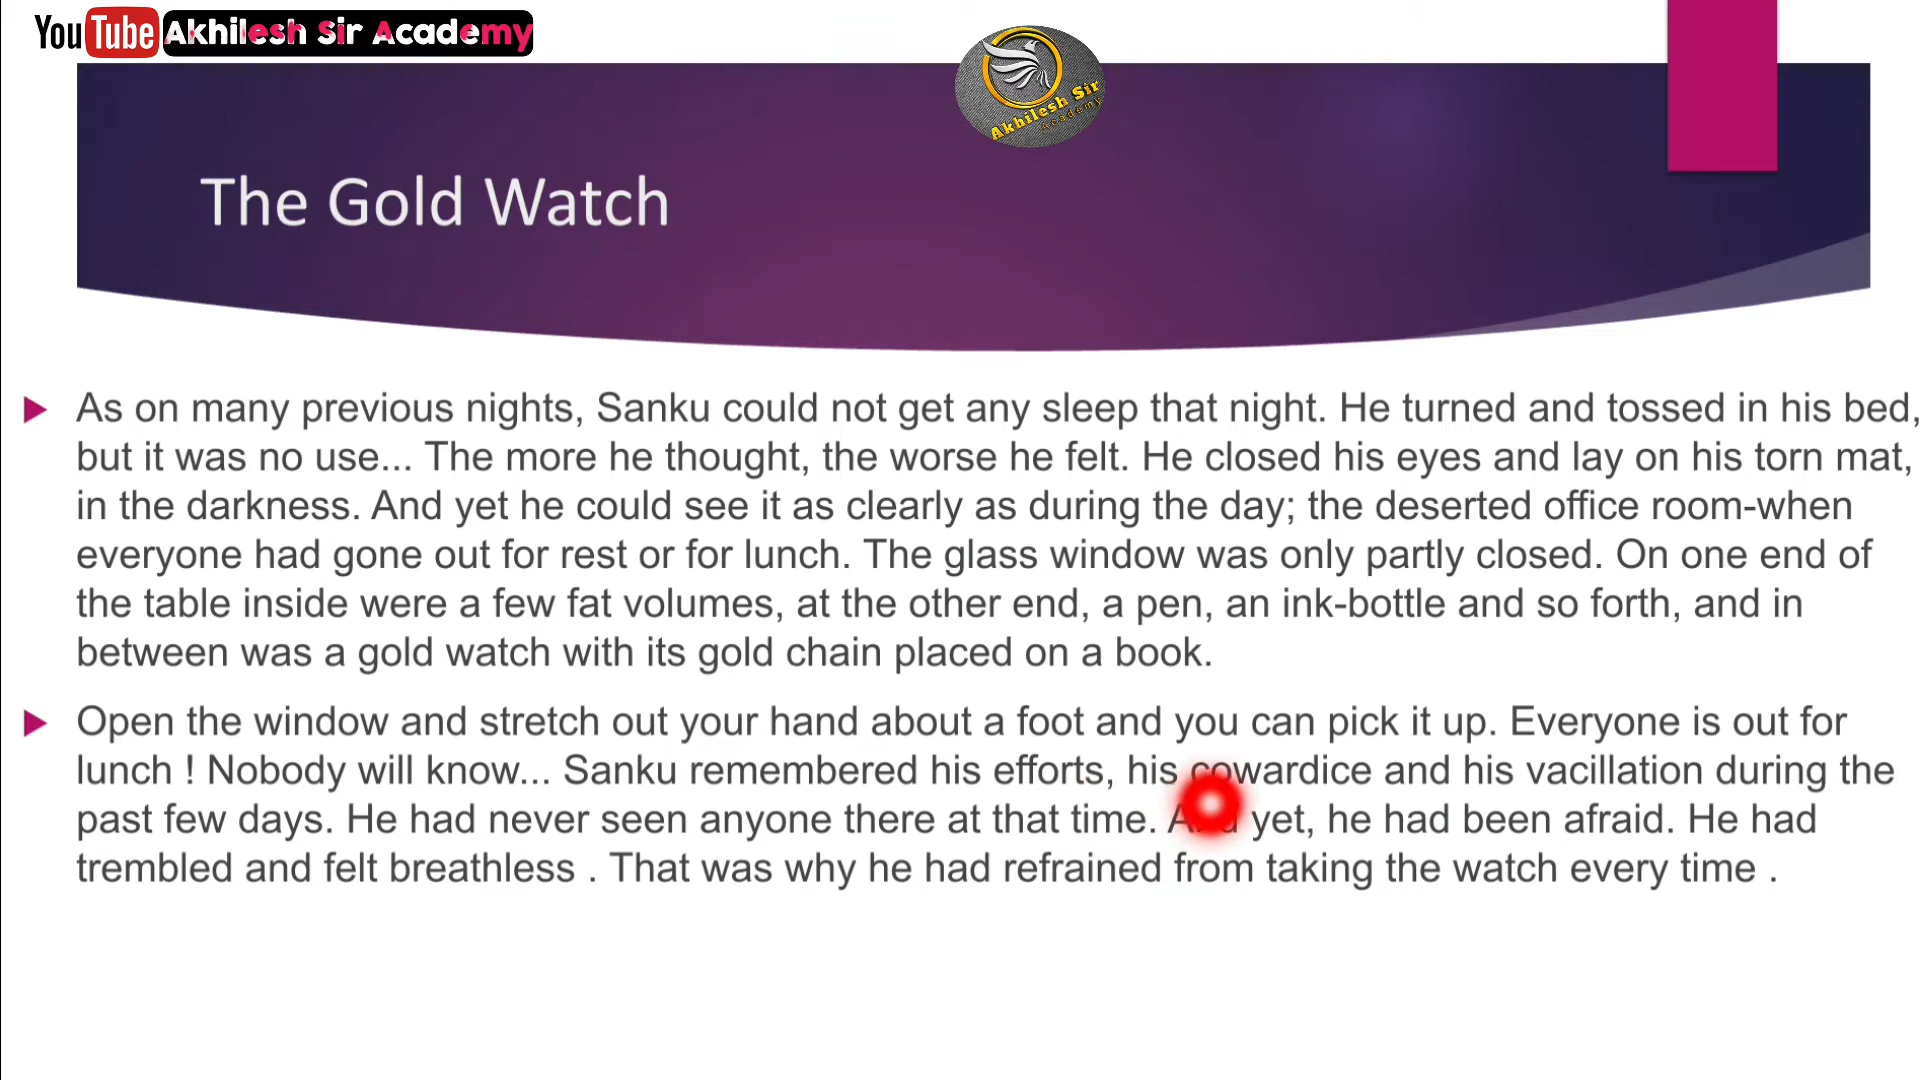 YouTube Akhilesh Sir Academy
Akhilesh Sir
Academy
The Gold Watch
As on many previous nights, Sanku could not get any sleep that night. He turned and tossed in his bed,
but it was no use... The more he thought, the worse he felt. He closed his eyes and lay on his torn mat,
in the darkness. And yet he could see it as clearly as during the day; the deserted office room-when
everyone had gone out for rest or for lunch. The glass window was only partly closed. On one end of
the table inside were a few fat volumes, at the other end, a pen, an ink-bottle and so forth, and in
between was a gold watch with its gold chain placed on a book.
Open the window and stretch out your hand about a foot and you can pick it up. Everyone is out for
lunch ! Nobody will know... Sanku remembered his efforts, his cowardice and his vacillation during the
past few days. He had never seen anyone there at that time. And yet, he had been afraid. He had
trembled and felt breathless . That was why he had refrained from taking the watch every time .